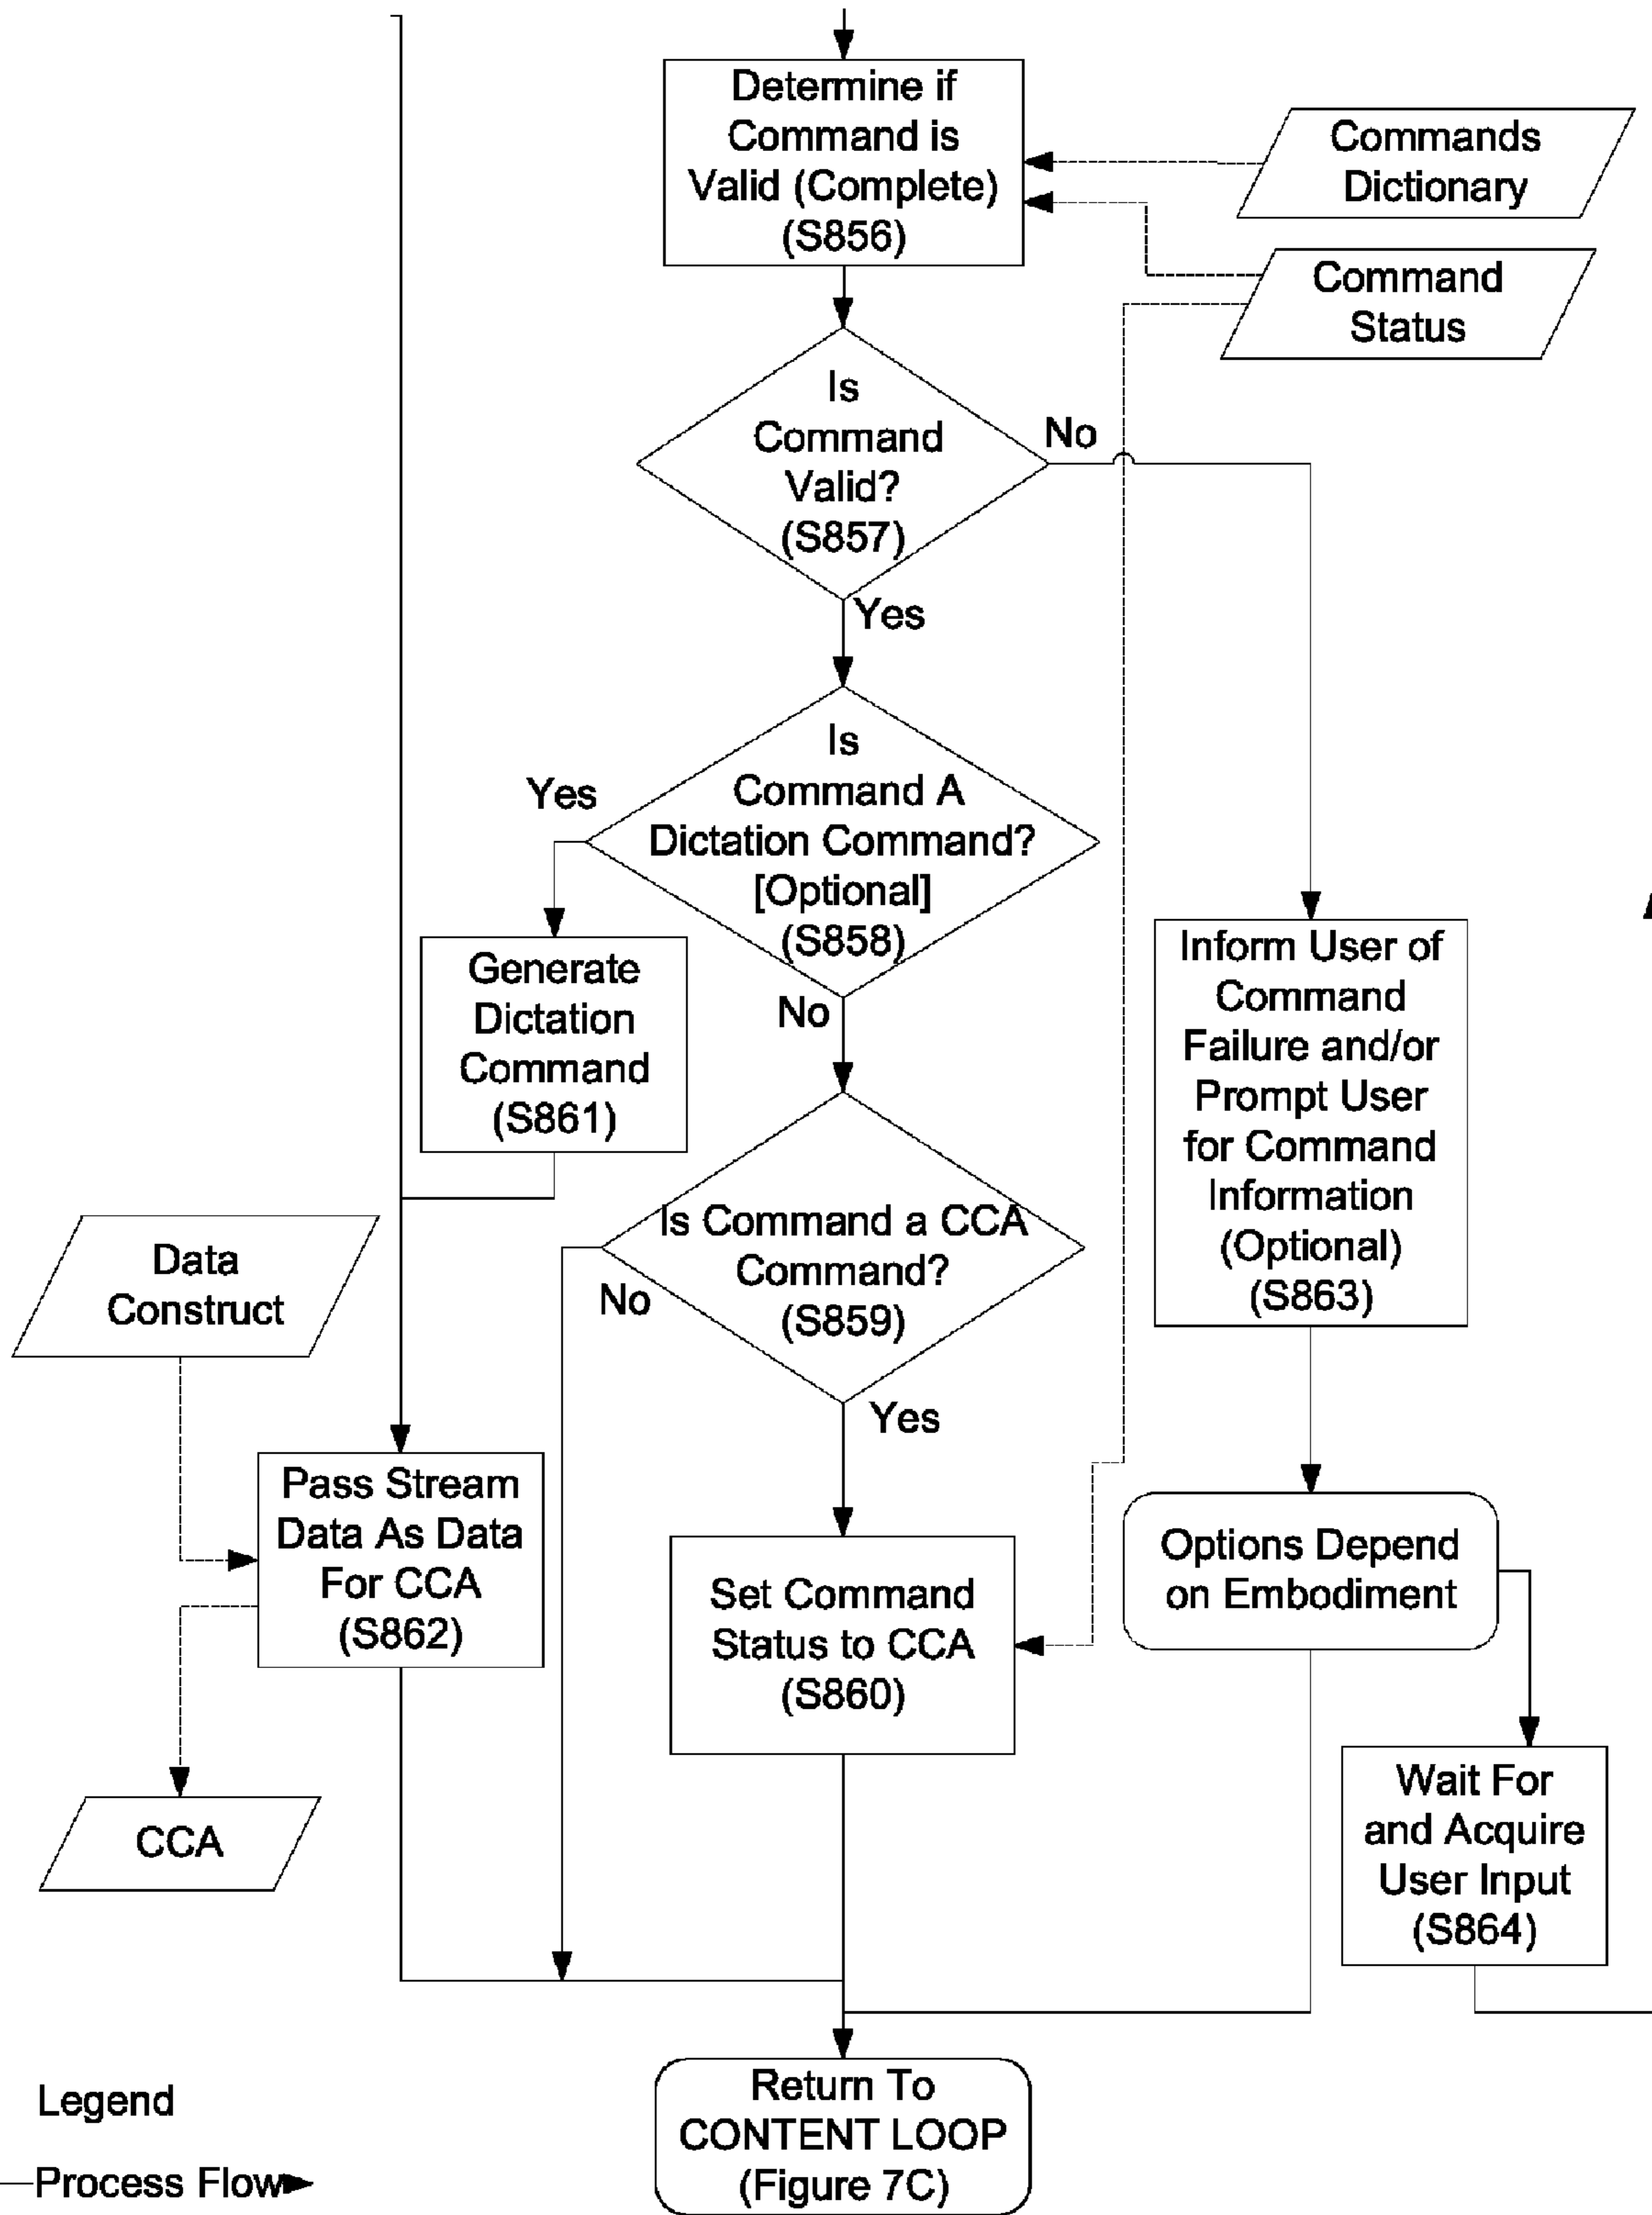 Determine if
Command is
Valid (Complete)
(S856)
Commands
Dictionary
Command
Status
Is
Command
Valid?
(S857)
No
Yes
Is
Command A
Dictation Command?
[Optional]
(S858)
Yes
No
Generate
Dictation
Command
(S861)
Inform User of
Command
Failure and/or
Prompt User
for Command
Information
(Optional)
(S863)
Is Command a CCA
Command?
(S859)
No
Yes
Data
Construct
Pass Stream
Data As Data
For CCA
(S862)
Set Command
Status to CCA
(S860)
Options Depend
on Embodiment
CCA
Wait For
and Acquire
User Input
(S864)
Return To
CONTENT LOOP
(Figure 7C)
Legend
Process Flow